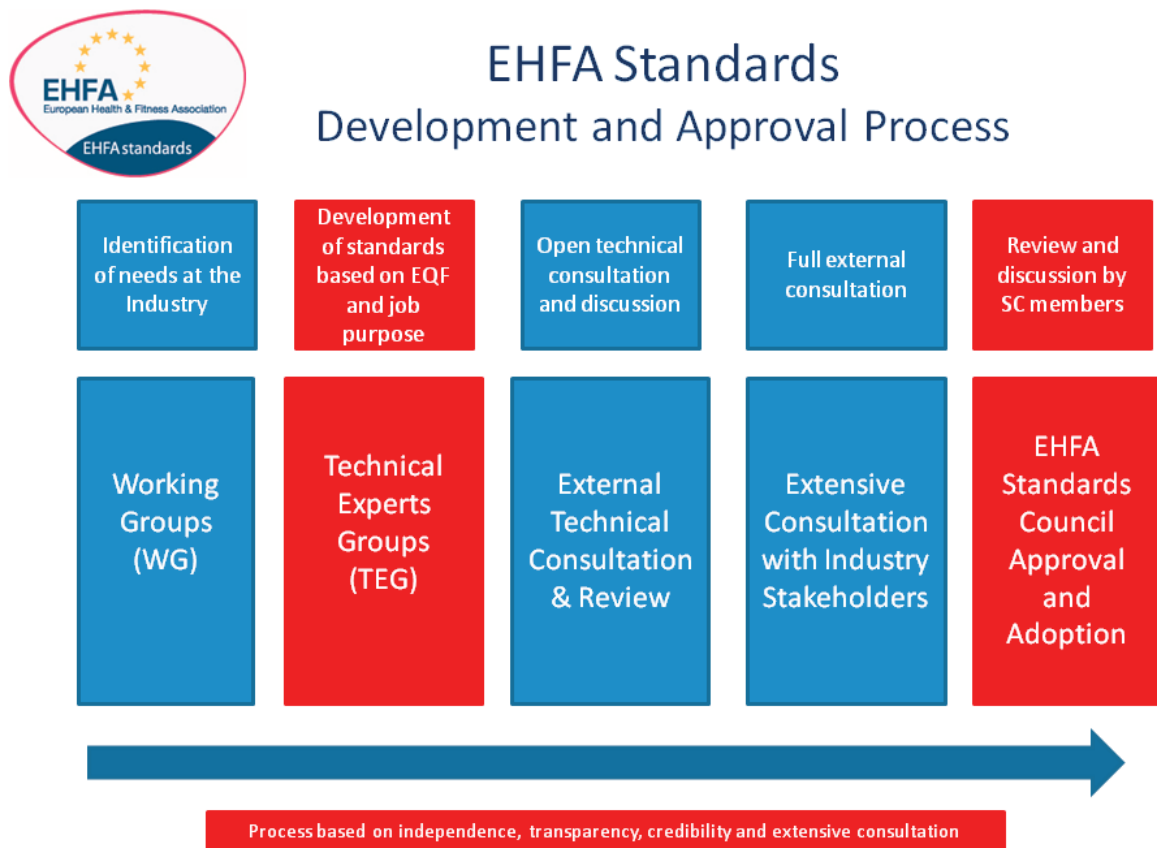 EHFA
European Health & Fitness Association
EHFA standards
EHFA Standards
Development and Approval Process
Identification
of needs at the
Industry
Development
of standards
based on EQF
and job
purpose
Open technical
consultation
and discussion
Full external
consultation
Review and
discussion by
SC members
Working
Groups
(WG)
Technical
Experts
Groups
(TEG)
External
Technical
Consultation
& Review
Extensive
Consultation
with Industry
Stakeholders
EHFA
Standards
Council
Approval
and
Adoption
Process based on independence, transparency, credibility and extensive consultation